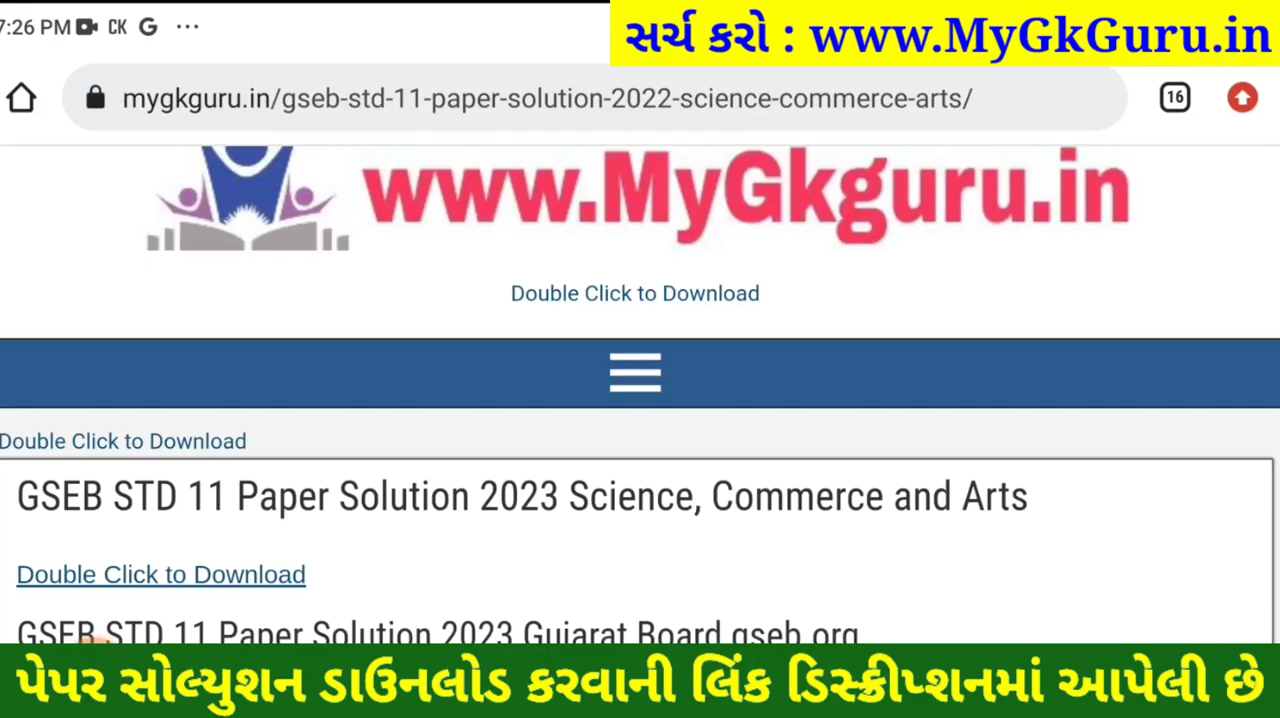 7:26 PM CK G ...
સર્ચ કરો : www.MyGkGuru.in
mygkguru.in/gseb-std-11-paper-solution-2022-science-commerce-arts/
16
www.MyGkguru.in
Double Click to Download
Double Click to Download
GSEB STD 11 Paper Solution 2023 Science, Commerce and Arts
Double Click to Download
GSEB STD 11 Paper Solution 2023 Gujarat Board gseb.org
પેપર સોલ્યુશન ડાઉનલોડ કરવાની લિંક ડિસ્ક્રીપ્શનમાં આપેલી છે